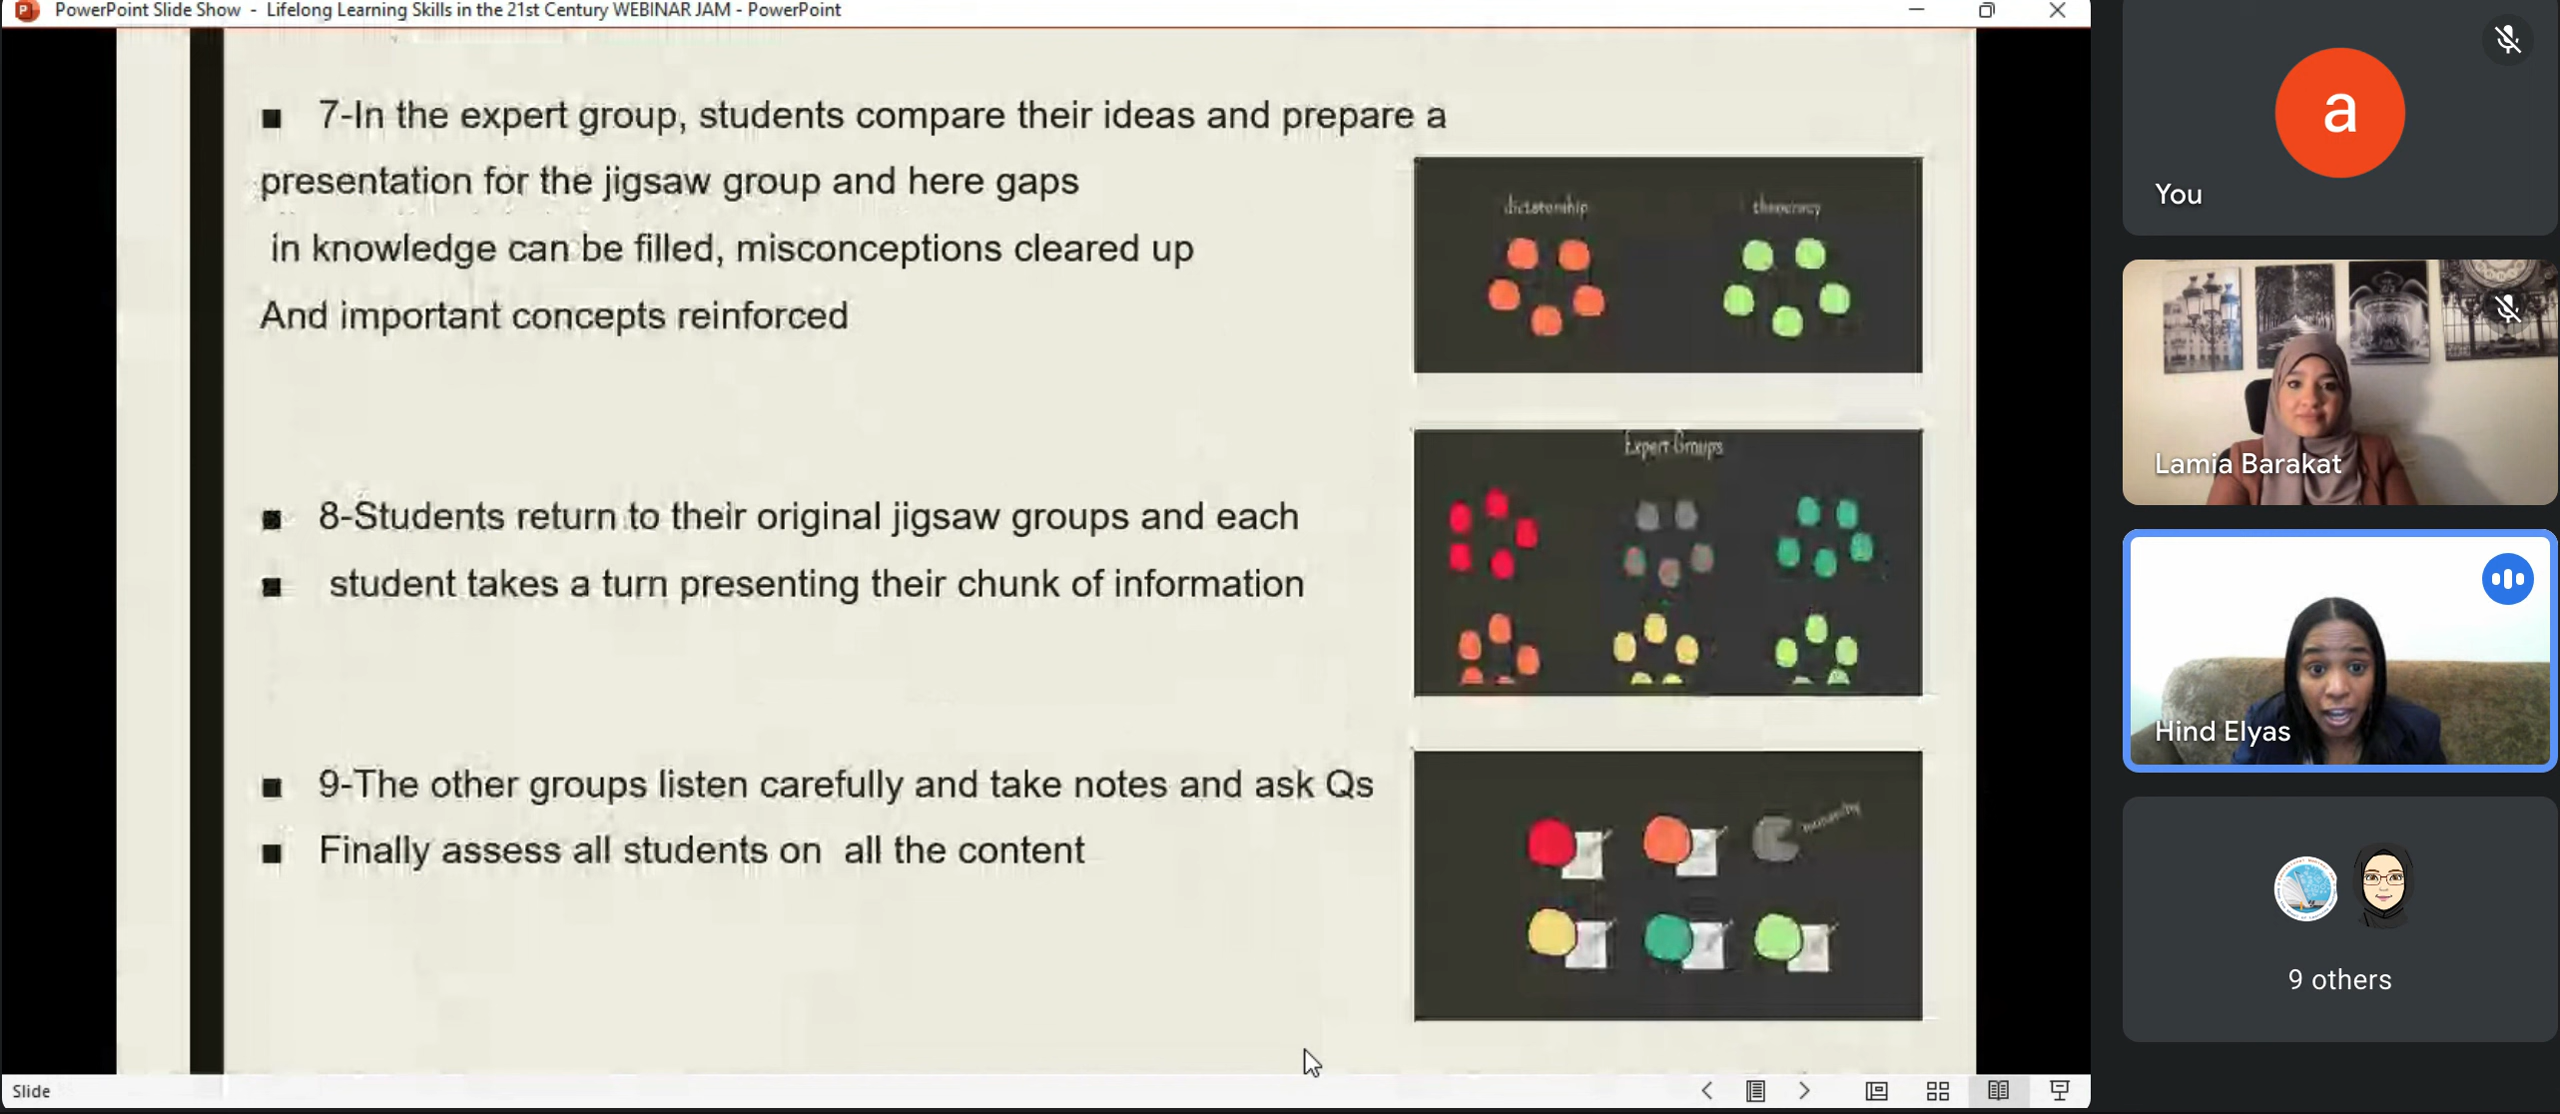 PowerPoint Slide Show - Lifelong Learning Skills in the 21st Century WEBINAR JAM - PowerPoint
■ 7-In the expert group, students compare their ideas and prepare a
presentation for the jigsaw group and here gaps
in knowledge can be filled, misconceptions cleared up
And important concepts reinforced
■ 8-Students return to their original jigsaw groups and each
■ student takes a turn presenting their chunk of information
■ 9-The other groups listen carefully and take notes and ask Qs
■ Finally assess all students on all the content
dictatorship
theocracy
Expert Groups
Slide
a
You
Lamia Barakat
Hind Elyas
9 others